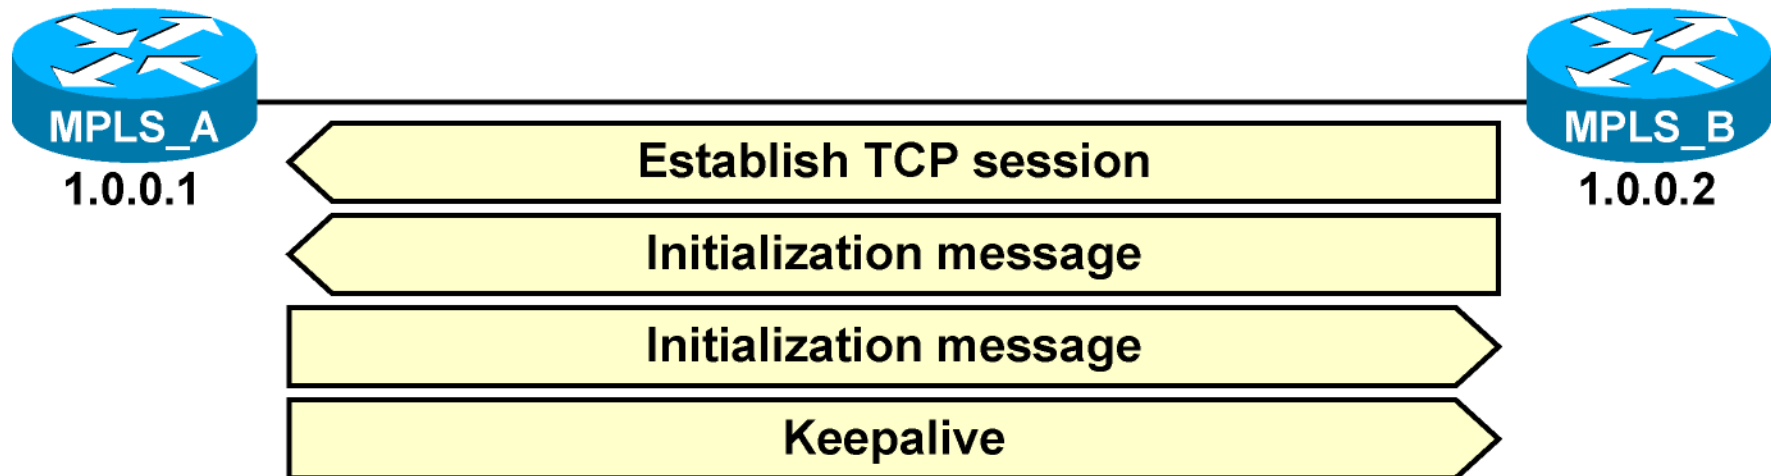 MPLS_A
1.0.0.1
MPLS_B
1.0.0.2
Establish TCP session
Initialization message
Initialization message
Keepalive